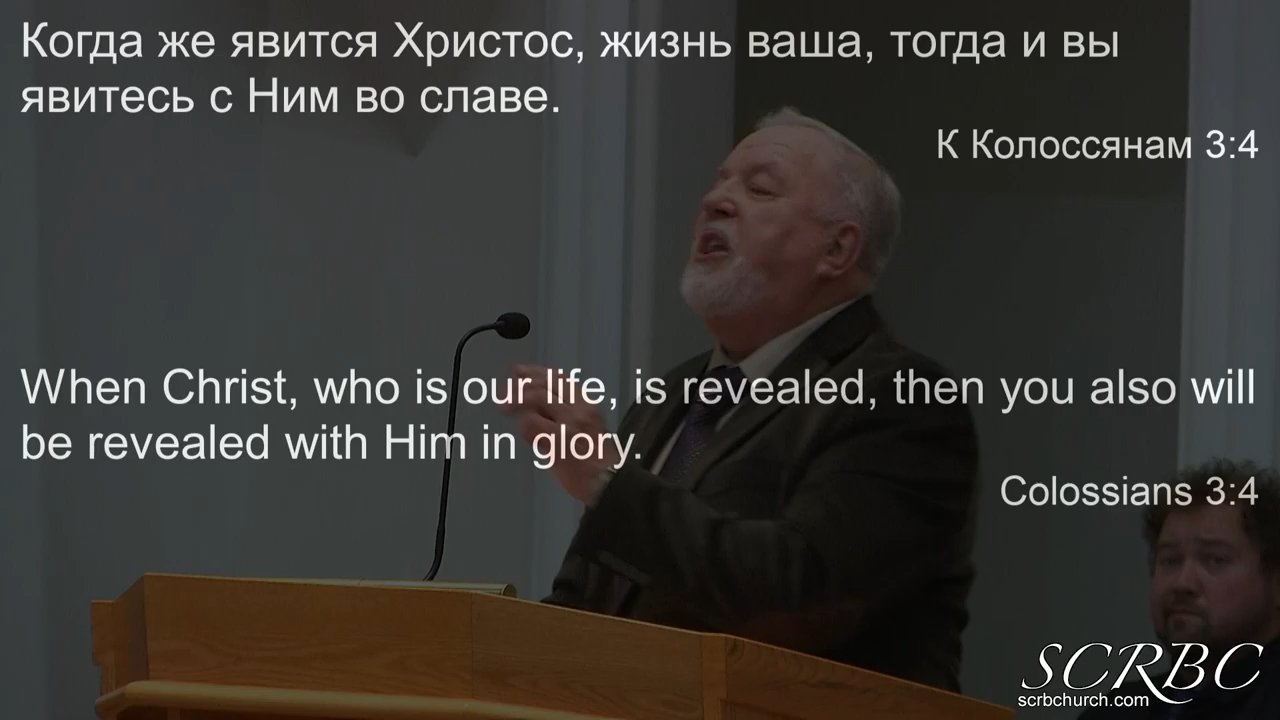 Когда же явится Христос, жизнь ваша, тогда и вы
явитесь с Ним во славе.
К Колоссянам 3:4
When Christ, who is our life, is revealed, then you also will
be revealed with Him in glory.
Colossians 3:4
SCRBC
scrbchurch.com